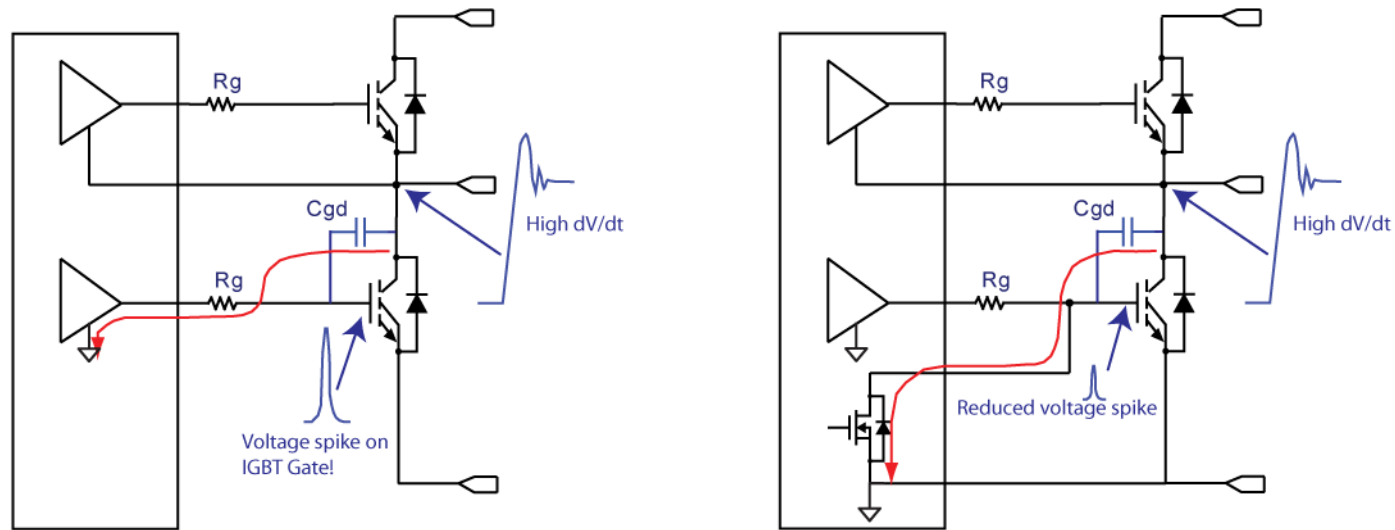 Rg
Cgd
High dV/dt
Rg
Voltage spike on
IGBT Gate!
Rg
Cgd
High dV/dt
Rg
Reduced voltage spike